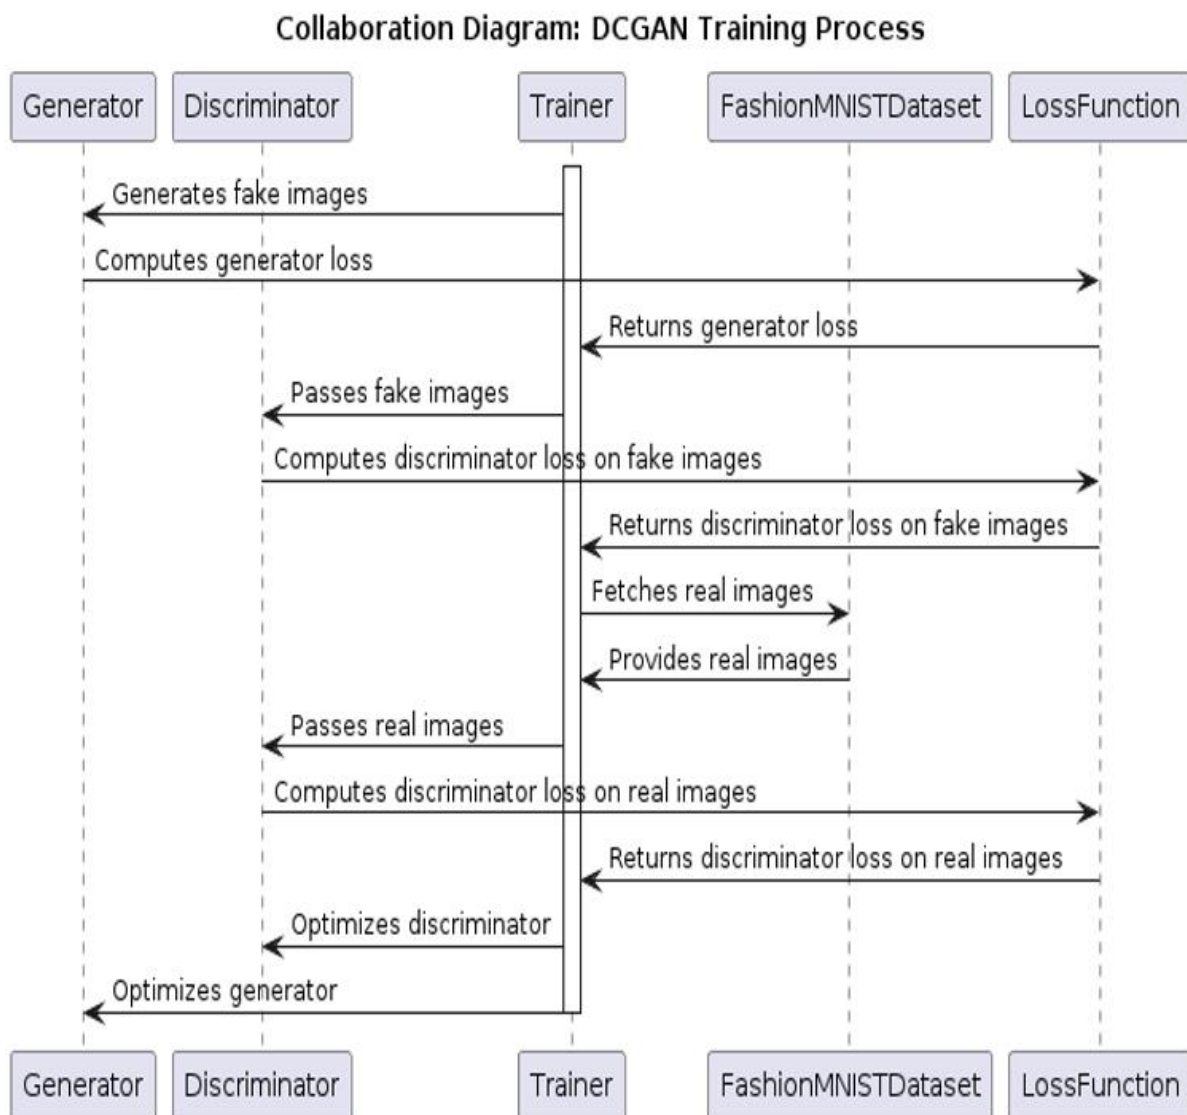 Collaboration Diagram: DCGAN Training Process
Generator
Discriminator
Trainer
FashionMNISTDataset
LossFunction
Generates fake images
Computes generator loss
Returns generator loss
Passes fake images
Computes discriminator loss on fake images
Returns discriminator loss on fake images
Fetches real images
Provides real images
Passes real images
Computes discriminator loss on real images
Returns discriminator loss on real images
Optimizes discriminator
Optimizes generator
Generator
Discriminator
Trainer
FashionMNISTDataset
LossFunction